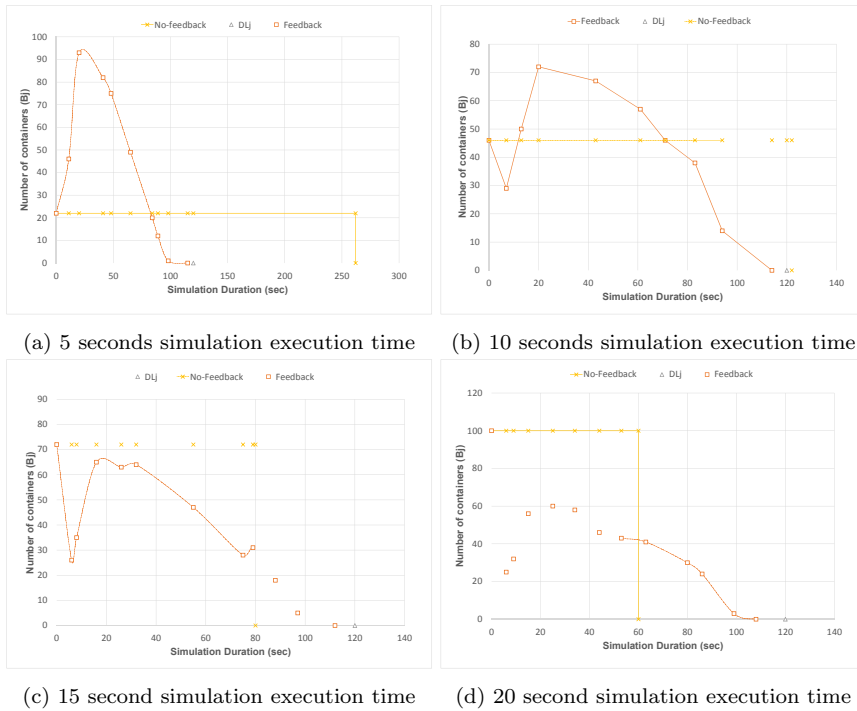 No-feedback DLj Feedback
Number of containers (Bj)
100
90
80
70
60
50
40
30
20
10
0
0 50 100 150 200 250 300
Simulation Duration (sec)
(a) 5 seconds simulation execution time
Feedback DLj No-Feedback
Number of containers (Bj)
80
70
60
50
40
30
20
10
0
0 20 40 60 80 100 120 140
Simulation Duration (sec)
(b) 10 seconds simulation execution time
DLj No-Feedback Feedback
Number of containers (Bj)
90
80
70
60
50
40
30
20
10
0
0 20 40 60 80 100 120 140
Simulation Duration (sec)
(c) 15 second simulation execution time
No-Feedback DLj Feedback
Number of containers (Bj)
120
100
80
60
40
20
0
0 20 40 60 80 100 120 140
Simulation Duration (sec)
(d) 20 second simulation execution time